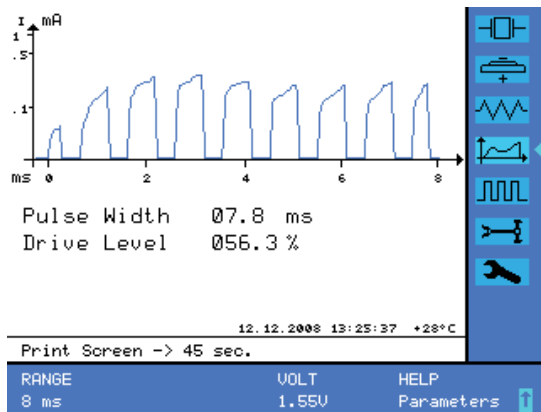 I mA
1
.5
.1
ms 0 2 4 6 8
Pulse Width 07.8 ms
Drive Level 056.3 %
12.12.2008 13:25:37 +28°C
Print Screen -> 45 sec.
RANGE VOLT HELP
8 ms 1.55V Parameters